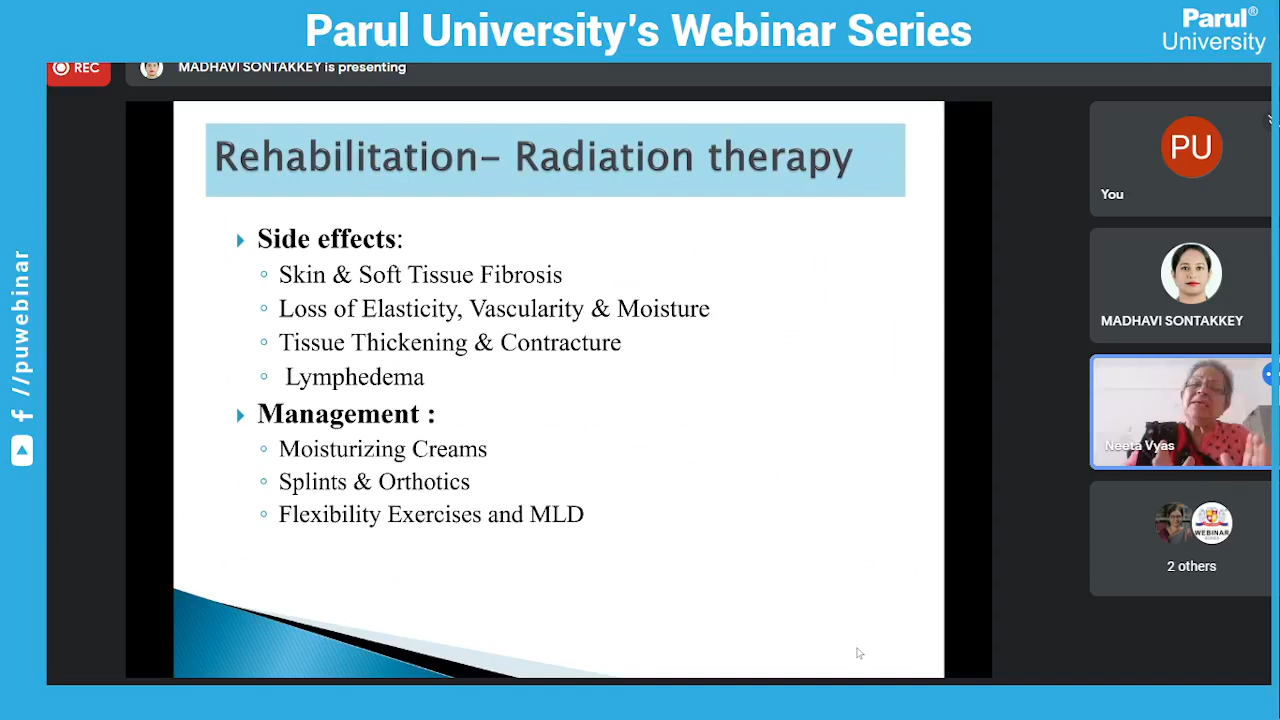 Parul University's Webinar Series
Parul®
University
REC
MADHAVI SONTAKKEY is presenting
Rehabilitation– Radiation therapy
Side effects:
Skin & Soft Tissue Fibrosis
Loss of Elasticity, Vascularity & Moisture
Tissue Thickening & Contracture
Lymphedema
Management :
Moisturizing Creams
Splints & Orthotics
Flexibility Exercises and MLD
PU
You
MADHAVI SONTAKKEY
Neeta Vyas
WEBINAR
2 others
//puwebinar